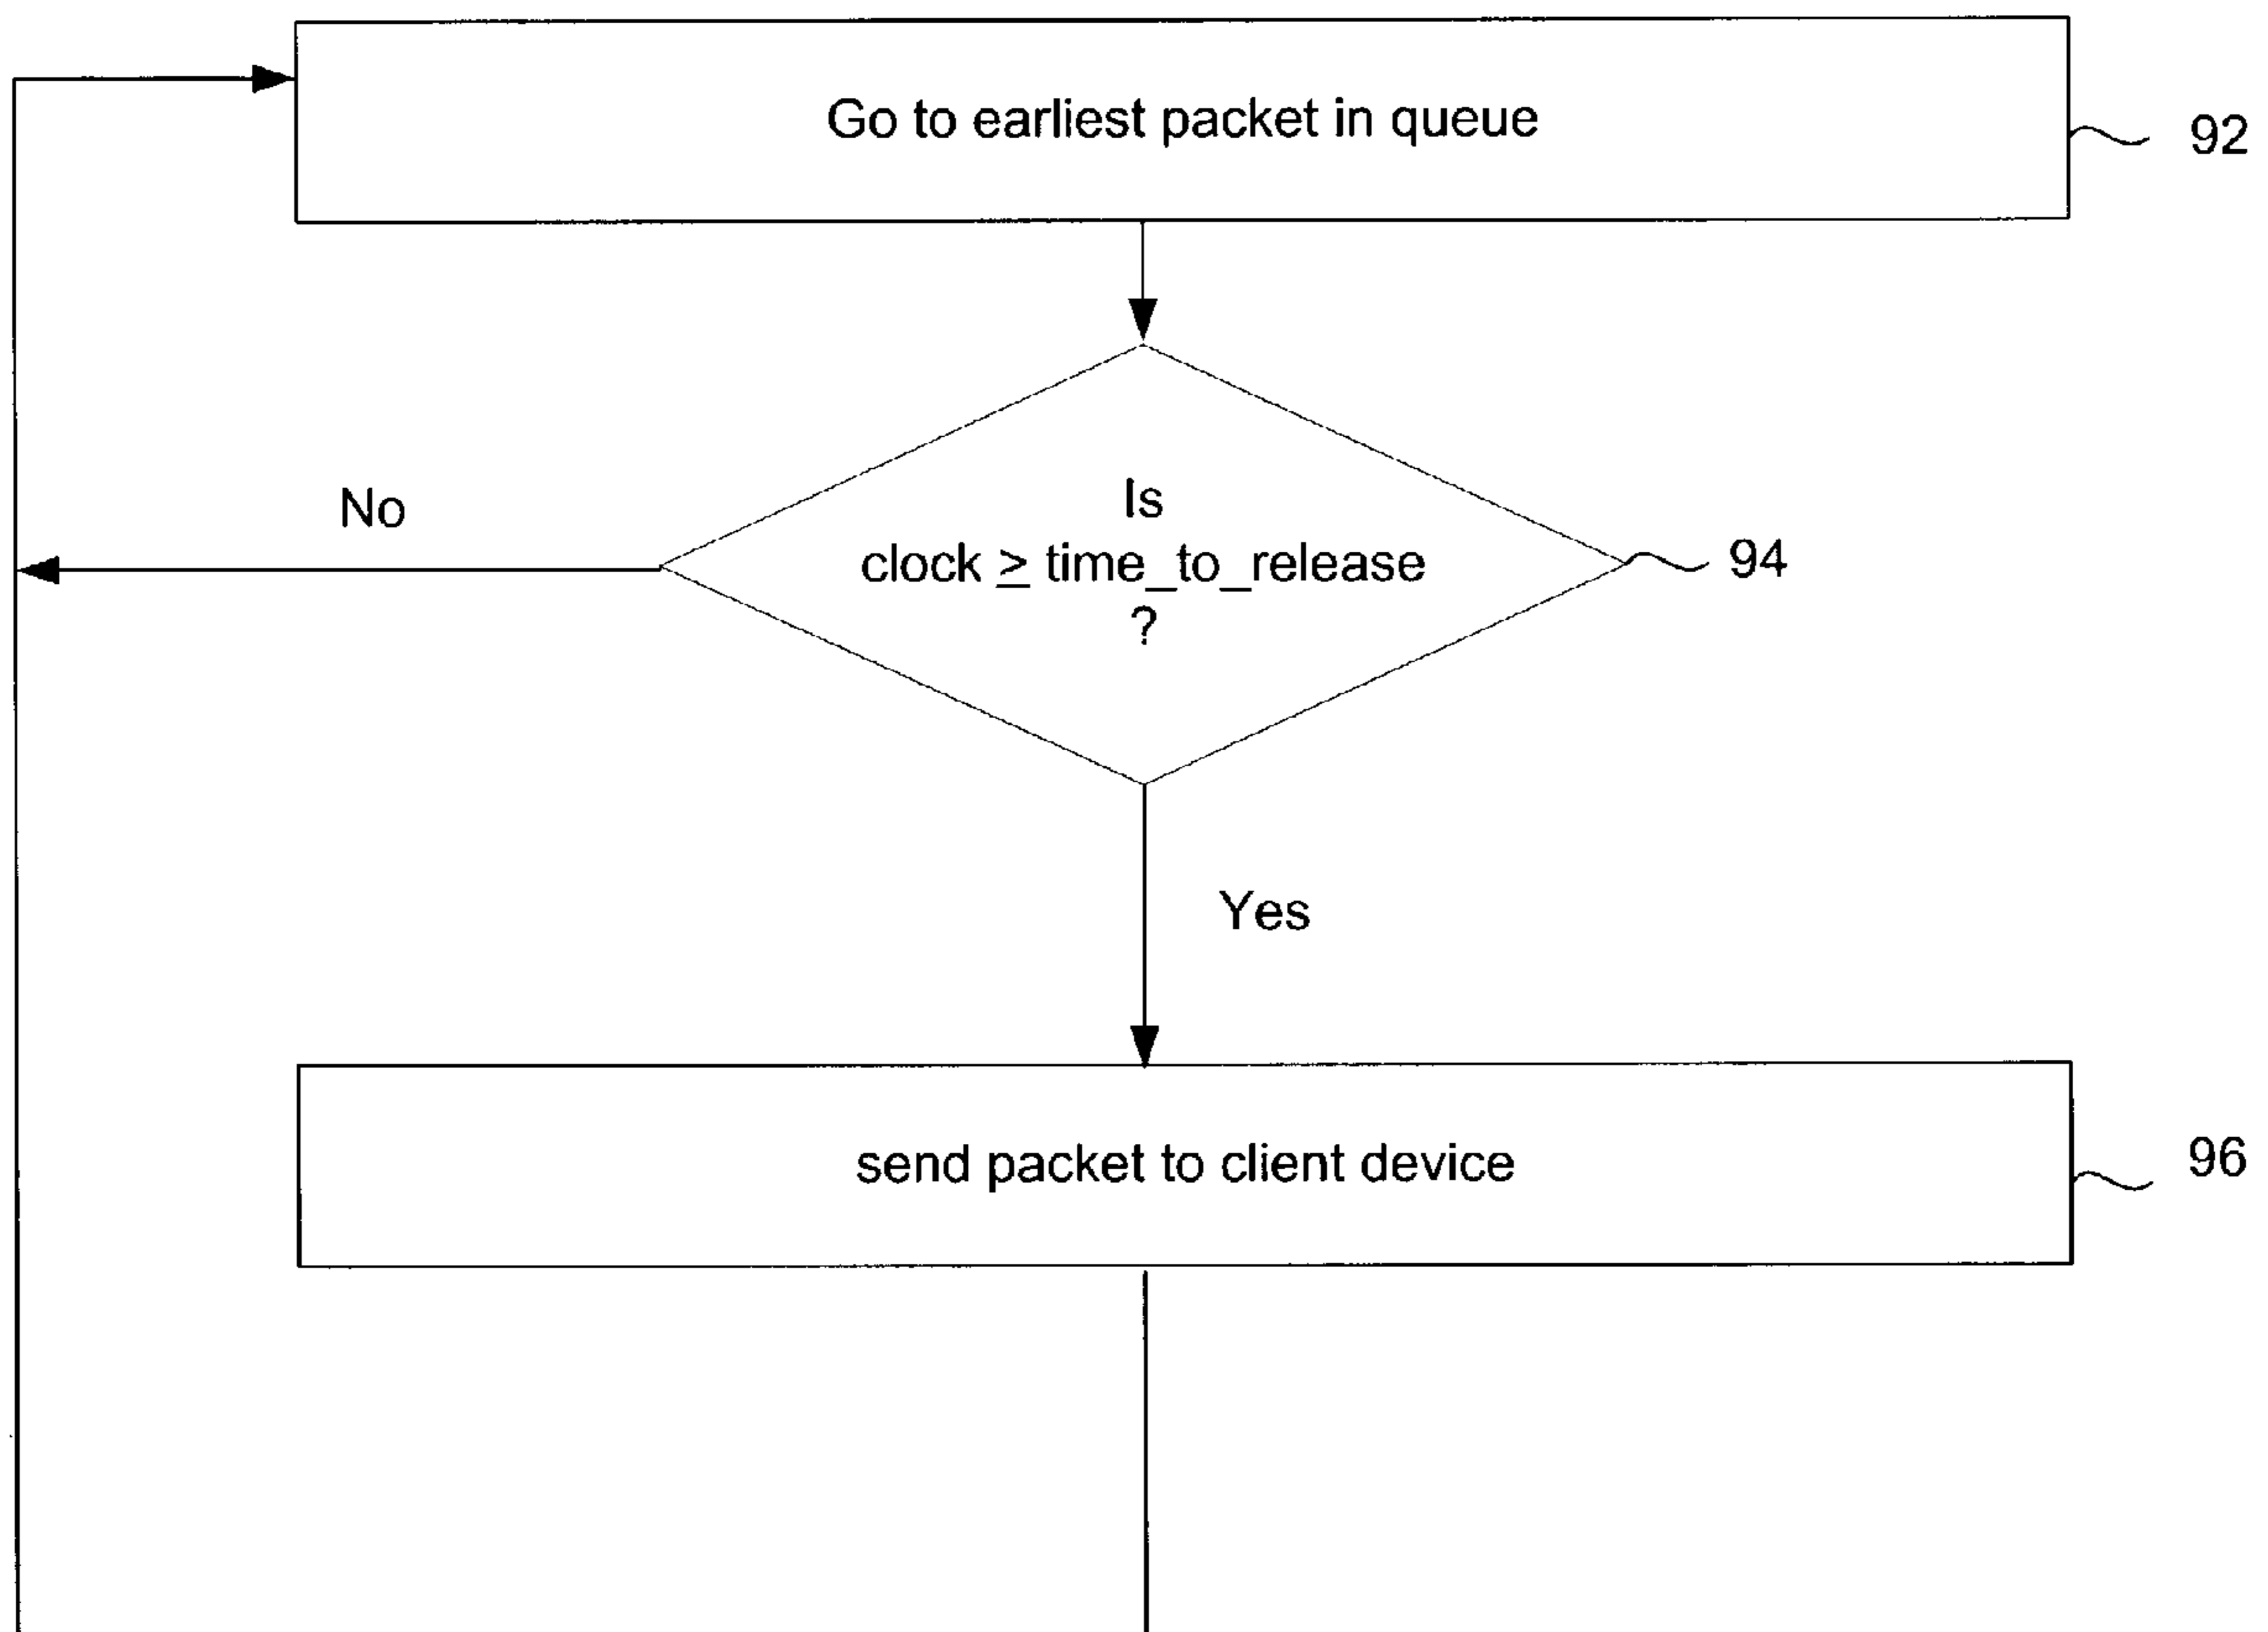 Go to earliest packet in queue
92
Is
clock ≥ time_to_release
?
94
No
Yes
send packet to client device
96